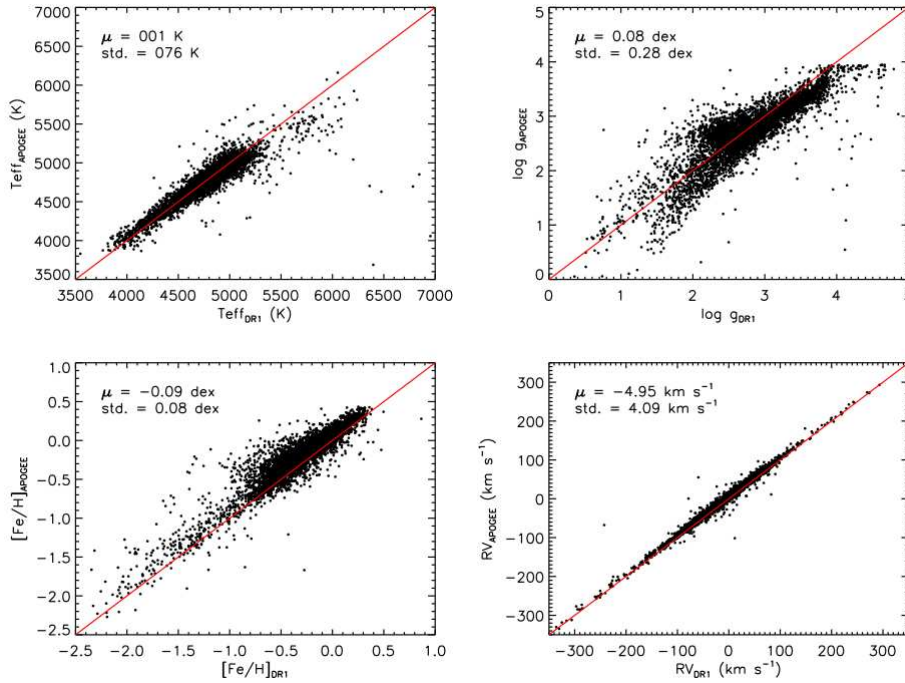 μ = 001 K
std. = 076 K
7000
6500
6000
5500
5000
4500
4000
3500
Teff_APOGEE (K)
3500 4000 4500 5000 5500 6000 6500 7000
Teff_DR1 (K)
μ = 0.08 dex
std. = 0.28 dex
5
4
3
2
1
0
log g_APOGEE
0 1 2 3 4
log g_DR1
μ = −0.09 dex
std. = 0.08 dex
1.0
0.5
−0.0
−0.5
−1.0
−1.5
−2.0
−2.5
[Fe/H]_APOGEE
−2.5 −2.0 −1.5 −1.0 −0.5 0.0 0.5 1.0
[Fe/H]_DR1
μ = −4.95 km s⁻¹
std. = 4.09 km s⁻¹
300
200
100
0
−100
−200
−300
RV_APOGEE (km s⁻¹)
−300 −200 −100 0 100 200 300
RV_DR1 (km s⁻¹)